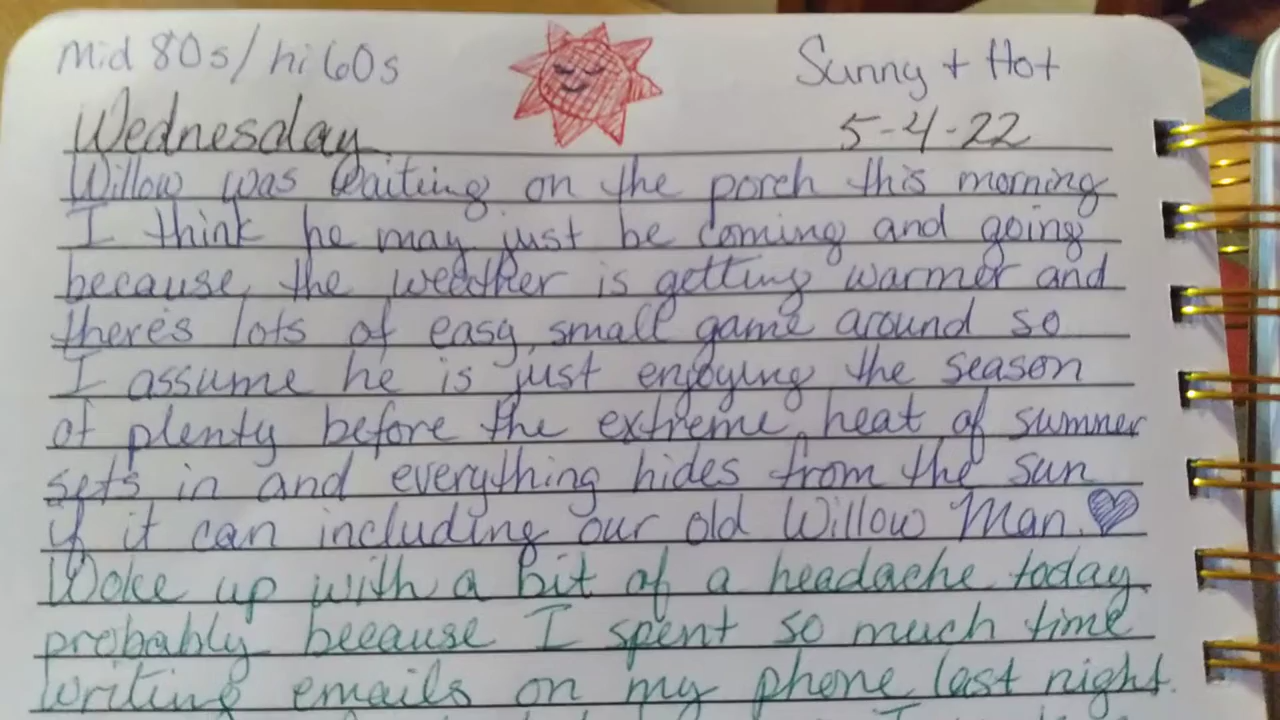 Mid 80s/hi 60s
Sunny + Hot
Wednesday
5-4-22
Willow was waiting on the porch this morning
I think he may just be coming and going
because, the weather is getting warmer and
there's lots of easy, small game around so
I assume he is just enjoying the season
of plenty before the extreme heat of summer
sets in and everything hides from the sun
if it can including our old Willow Man.
Woke up with a bit of a headache today
probably because I spent so much time
writing emails on my phone last night.